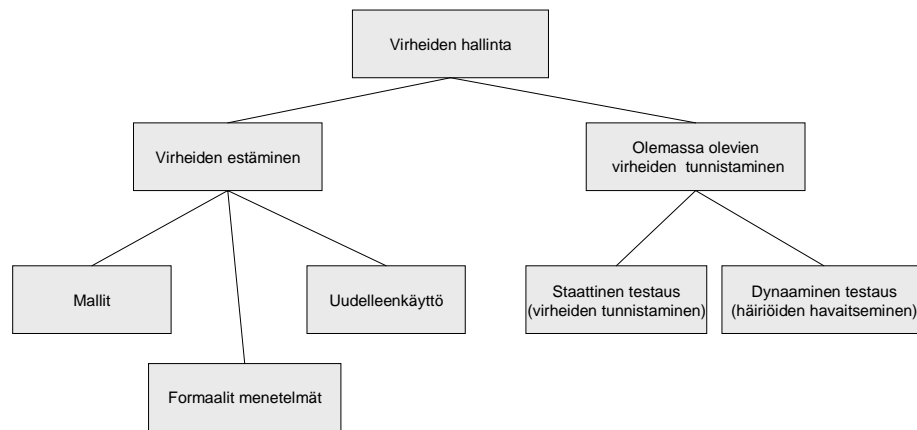 Virheiden hallinta
Virheiden estäminen
Olemassa olevien
virheiden tunnistaminen
Mallit
Uudelleenkäyttö
Staattinen testaus
(virheiden tunnistaminen)
Dynaaminen testaus
(häiriöiden havaitseminen)
Formaalit menetelmät